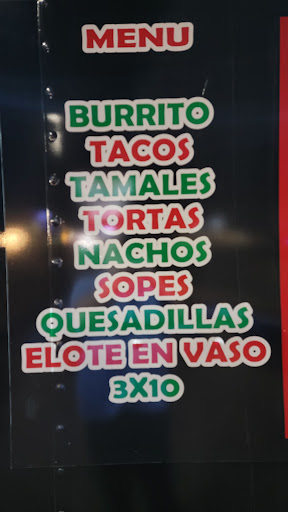 MENU
BURRITO
TACOS
TAMALES
TORTAS
NACHOS
SOPES
QUESADILLAS
ELOTE EN VASO
3X10